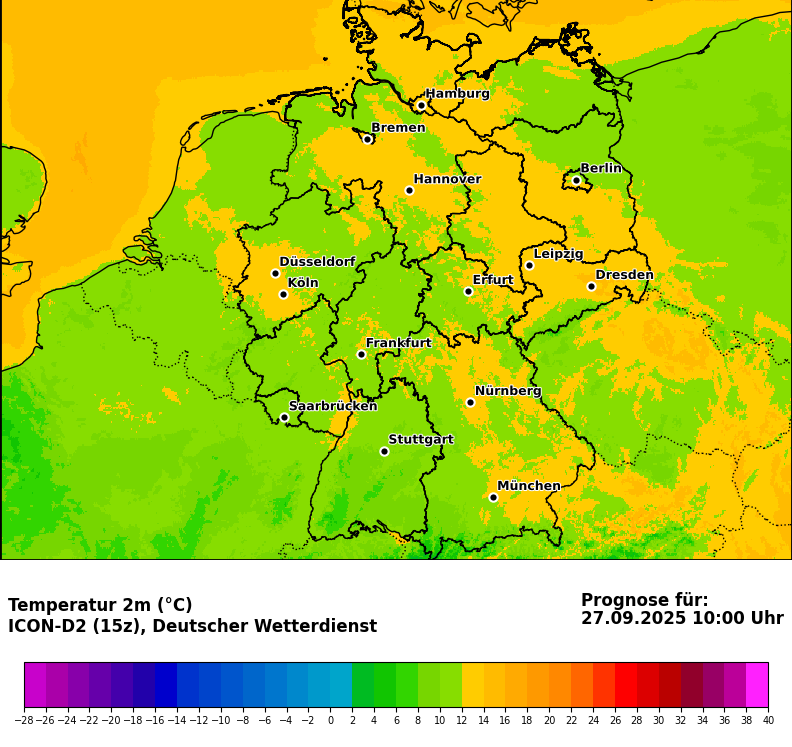 Hamburg
Bremen
Berlin
Hannover
Leipzig
Düsseldorf
Dresden
Köln
Erfurt
Frankfurt
Nürnberg
Saarbrücken
Stuttgart
München
Temperatur 2m (°C)
ICON-D2 (15z), Deutscher Wetterdienst
Prognose für:
27.09.2025 10:00 Uhr
−28 −26 −24 −22 −20 −18 −16 −14 −12 −10 −8 −6 −4 −2 0 2 4 6 8 10 12 14 16 18 20 22 24 26 28 30 32 34 36 38 40